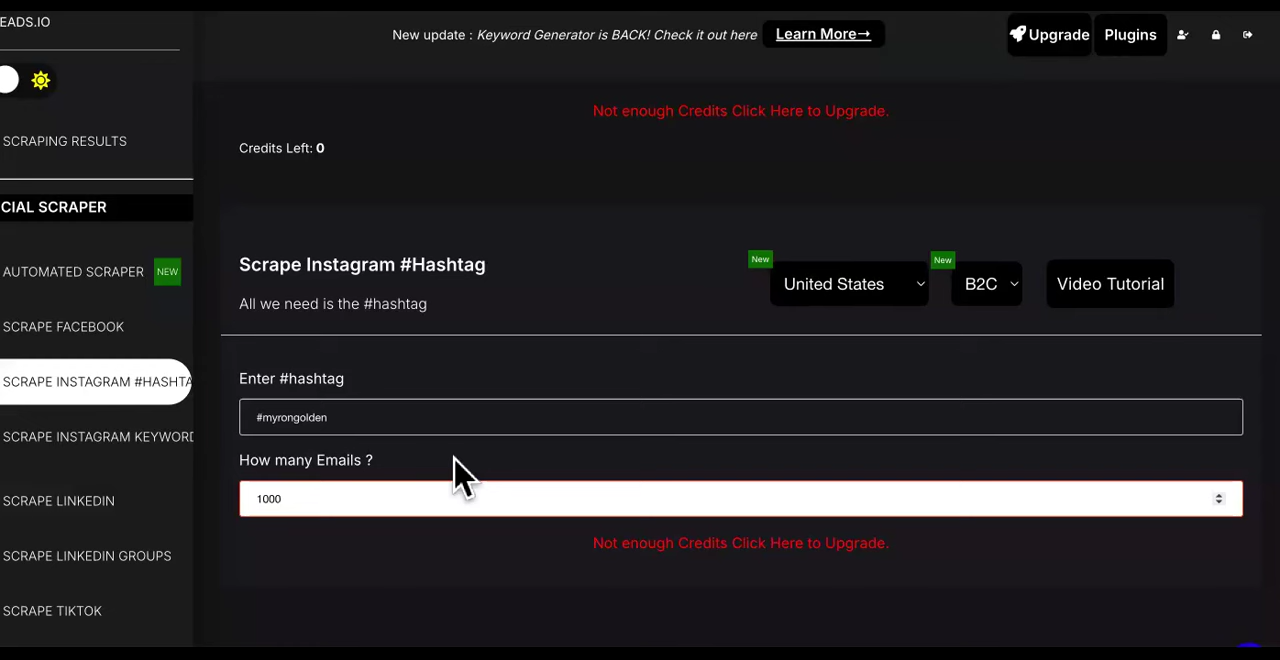 EADS.IO
New update : Keyword Generator is BACK! Check it out here Learn More→
Upgrade
Plugins
SCRAPING RESULTS
CIAL SCRAPER
AUTOMATED SCRAPER NEW
SCRAPE FACEBOOK
SCRAPE INSTAGRAM #HASHTA
SCRAPE INSTAGRAM KEYWORD
SCRAPE LINKEDIN
SCRAPE LINKEDIN GROUPS
SCRAPE TIKTOK
Not enough Credits Click Here to Upgrade.
Credits Left: 0
Scrape Instagram #Hashtag
All we need is the #hashtag
New
United States
New
B2C
Video Tutorial
Enter #hashtag
#myrongolden
How many Emails ?
1000
Not enough Credits Click Here to Upgrade.